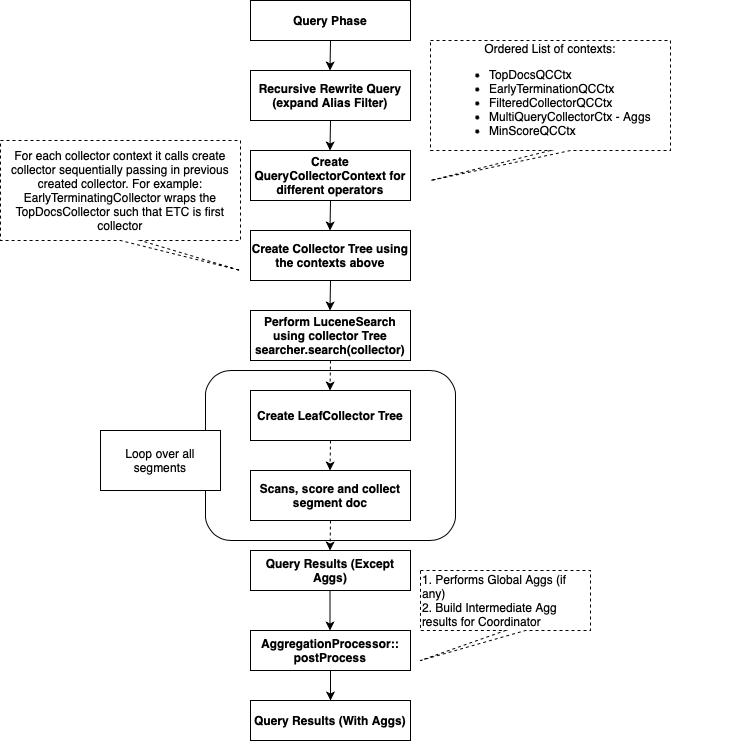 Query Phase
Ordered List of contexts:
• TopDocsQCCtx
• EarlyTerminationQCCtx
• FilteredCollectorQCCtx
• MultiQueryCollectorCtx - Aggs
• MinScoreQCCtx
Recursive Rewrite Query
(expand Alias Filter)
For each collector context it calls create
collector sequentially passing in previous
created collector. For example:
EarlyTerminatingCollector wraps the
TopDocsCollector such that ETC is first
collector
Create
QueryCollectorContext for
different operators
Create Collector Tree using
the contexts above
Perform LuceneSearch
using collector Tree
searcher.search(collector)
Create LeafCollector Tree
Loop over all
segments
Scans, score and collect
segment doc
Query Results (Except
Aggs)
1. Performs Global Aggs (if
any)
2. Build Intermediate Agg
results for Coordinator
AggregationProcessor::
postProcess
Query Results (With Aggs)